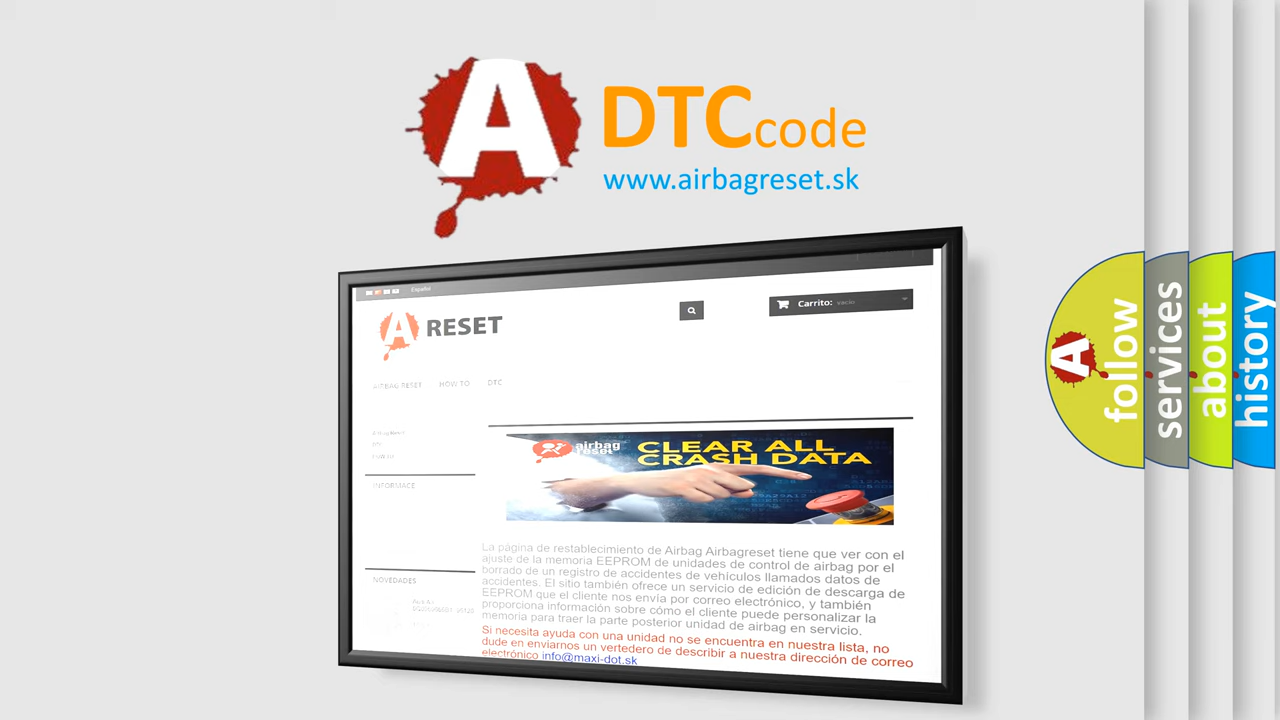 A
DTCcode
www.airbagreset.sk
Español
A RESET
Carrito: vacío
AIRBAG RESET HOW TO DTC
INFORMACE
airbag
reset
CLEAR ALL
CRASH DATA
NOVEDADES
La página de restablecimiento de Airbag Airbagreset tiene que ver con el
ajuste de la memoria EEPROM de unidades de control de airbag por el
borrado de un registro de accidentes de vehículos llamados datos de
accidentes. El sitio también ofrece un servicio de edición de descarga de
EEPROM que el cliente nos envía por correo electrónico, y también
proporciona información sobre cómo el cliente puede personalizar la
memoria para traer la parte posterior unidad de airbag en servicio.
Si necesita ayuda con una unidad no se encuentra en nuestra lista, no
dude en enviarnos un vertedero de describir a nuestra dirección de correo
electrónico info@maxi-dot.sk
A
follow
services
about
history